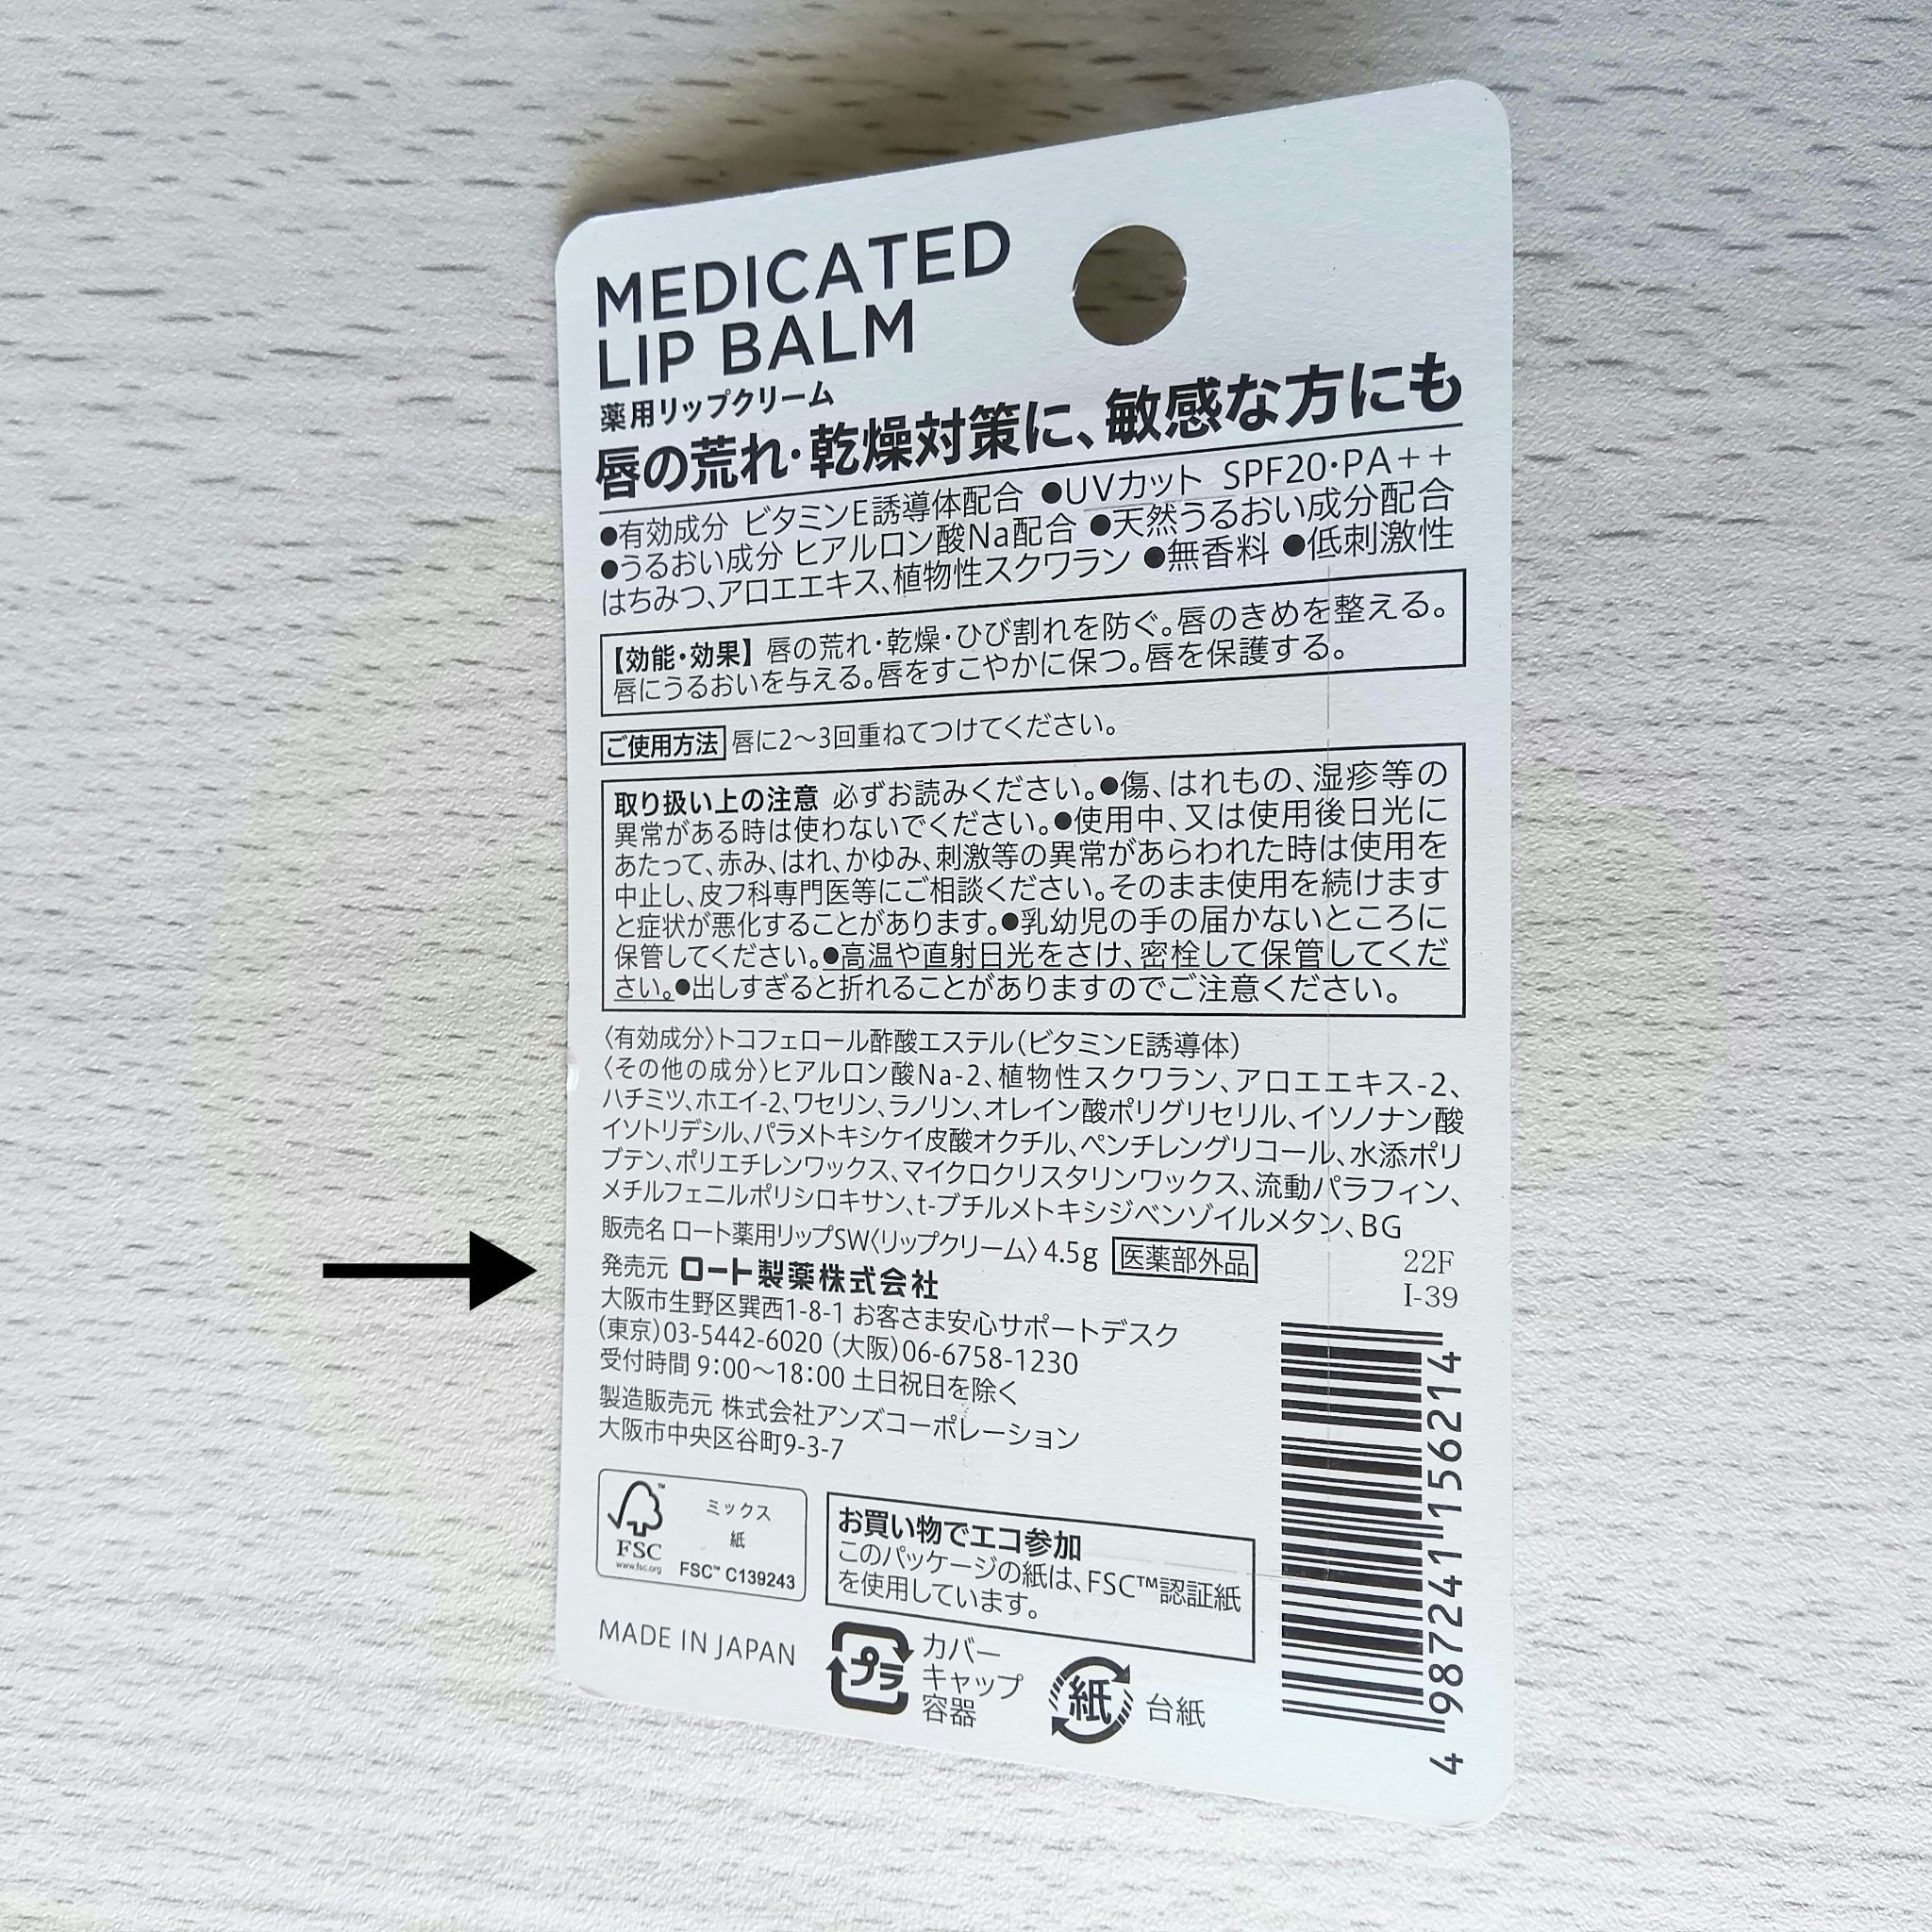 MEDICATED
LIP BALM
薬用リップクリーム
唇の荒れ・乾燥対策に、敏感な方にも
●有効成分 ビタミンE誘導体配合 ●UVカット SPF20・PA++
●うるおい成分 ヒアルロン酸Na配合 ●天然うるおい成分配合
はちみつ、アロエエキス、植物性スクワラン ●無香料 ●低刺激性
【効能・効果】 唇の荒れ・乾燥・ひび割れを防ぐ。唇のきめを整える。
唇にうるおいを与える。唇をすこやかに保つ。唇を保護する。
ご使用方法 唇に2〜3回重ねてつけてください。
取り扱い上の注意 必ずお読みください。●傷、はれもの、湿疹等の
異常がある時は使わないでください。●使用中、又は使用後日光に
あたって、赤み、はれ、かゆみ、刺激等の異常があらわれた時は使用を
中止し、皮フ科専門医等にご相談ください。そのまま使用を続けます
と症状が悪化することがあります。●乳幼児の手の届かないところに
保管してください。●高温や直射日光をさけ、密栓して保管してくだ
さい。●出しすぎると折れることがありますのでご注意ください。
〈有効成分〉トコフェロール酢酸エステル(ビタミンE誘導体)
〈その他の成分〉ヒアルロン酸Na-2、植物性スクワラン、アロエエキス-2、
ハチミツ、ホエイ-2、ワセリン、ラノリン、オレイン酸ポリグリセリル、イソノナン酸
イソトリデシル、パラメトキシケイ皮酸オクチル、ペンチレングリコール、水添ポリ
ブテン、ポリエチレンワックス、マイクロクリスタリンワックス、流動パラフィン、
メチルフェニルポリシロキサン、t-ブチルメトキシジベンゾイルメタン、BG
販売名 ロート薬用リップSW〈リップクリーム〉4.5g 医薬部外品
22F
I-39
発売元 ロート製薬株式会社
大阪市生野区巽西1-8-1 お客さま安心サポートデスク
(東京)03-5442-6020 (大阪)06-6758-1230
受付時間 9:00〜18:00 土日祝日を除く
製造販売元 株式会社アンズコーポレーション
大阪市中央区谷町9-3-7
FSC
www.fsc.org
ミックス
紙
FSC™ C139243
お買い物でエコ参加
このパッケージの紙は、FSC™認証紙
を使用しています。
MADE IN JAPAN
プラ
カバー
キャップ
容器
紙
台紙
4 987241 156214